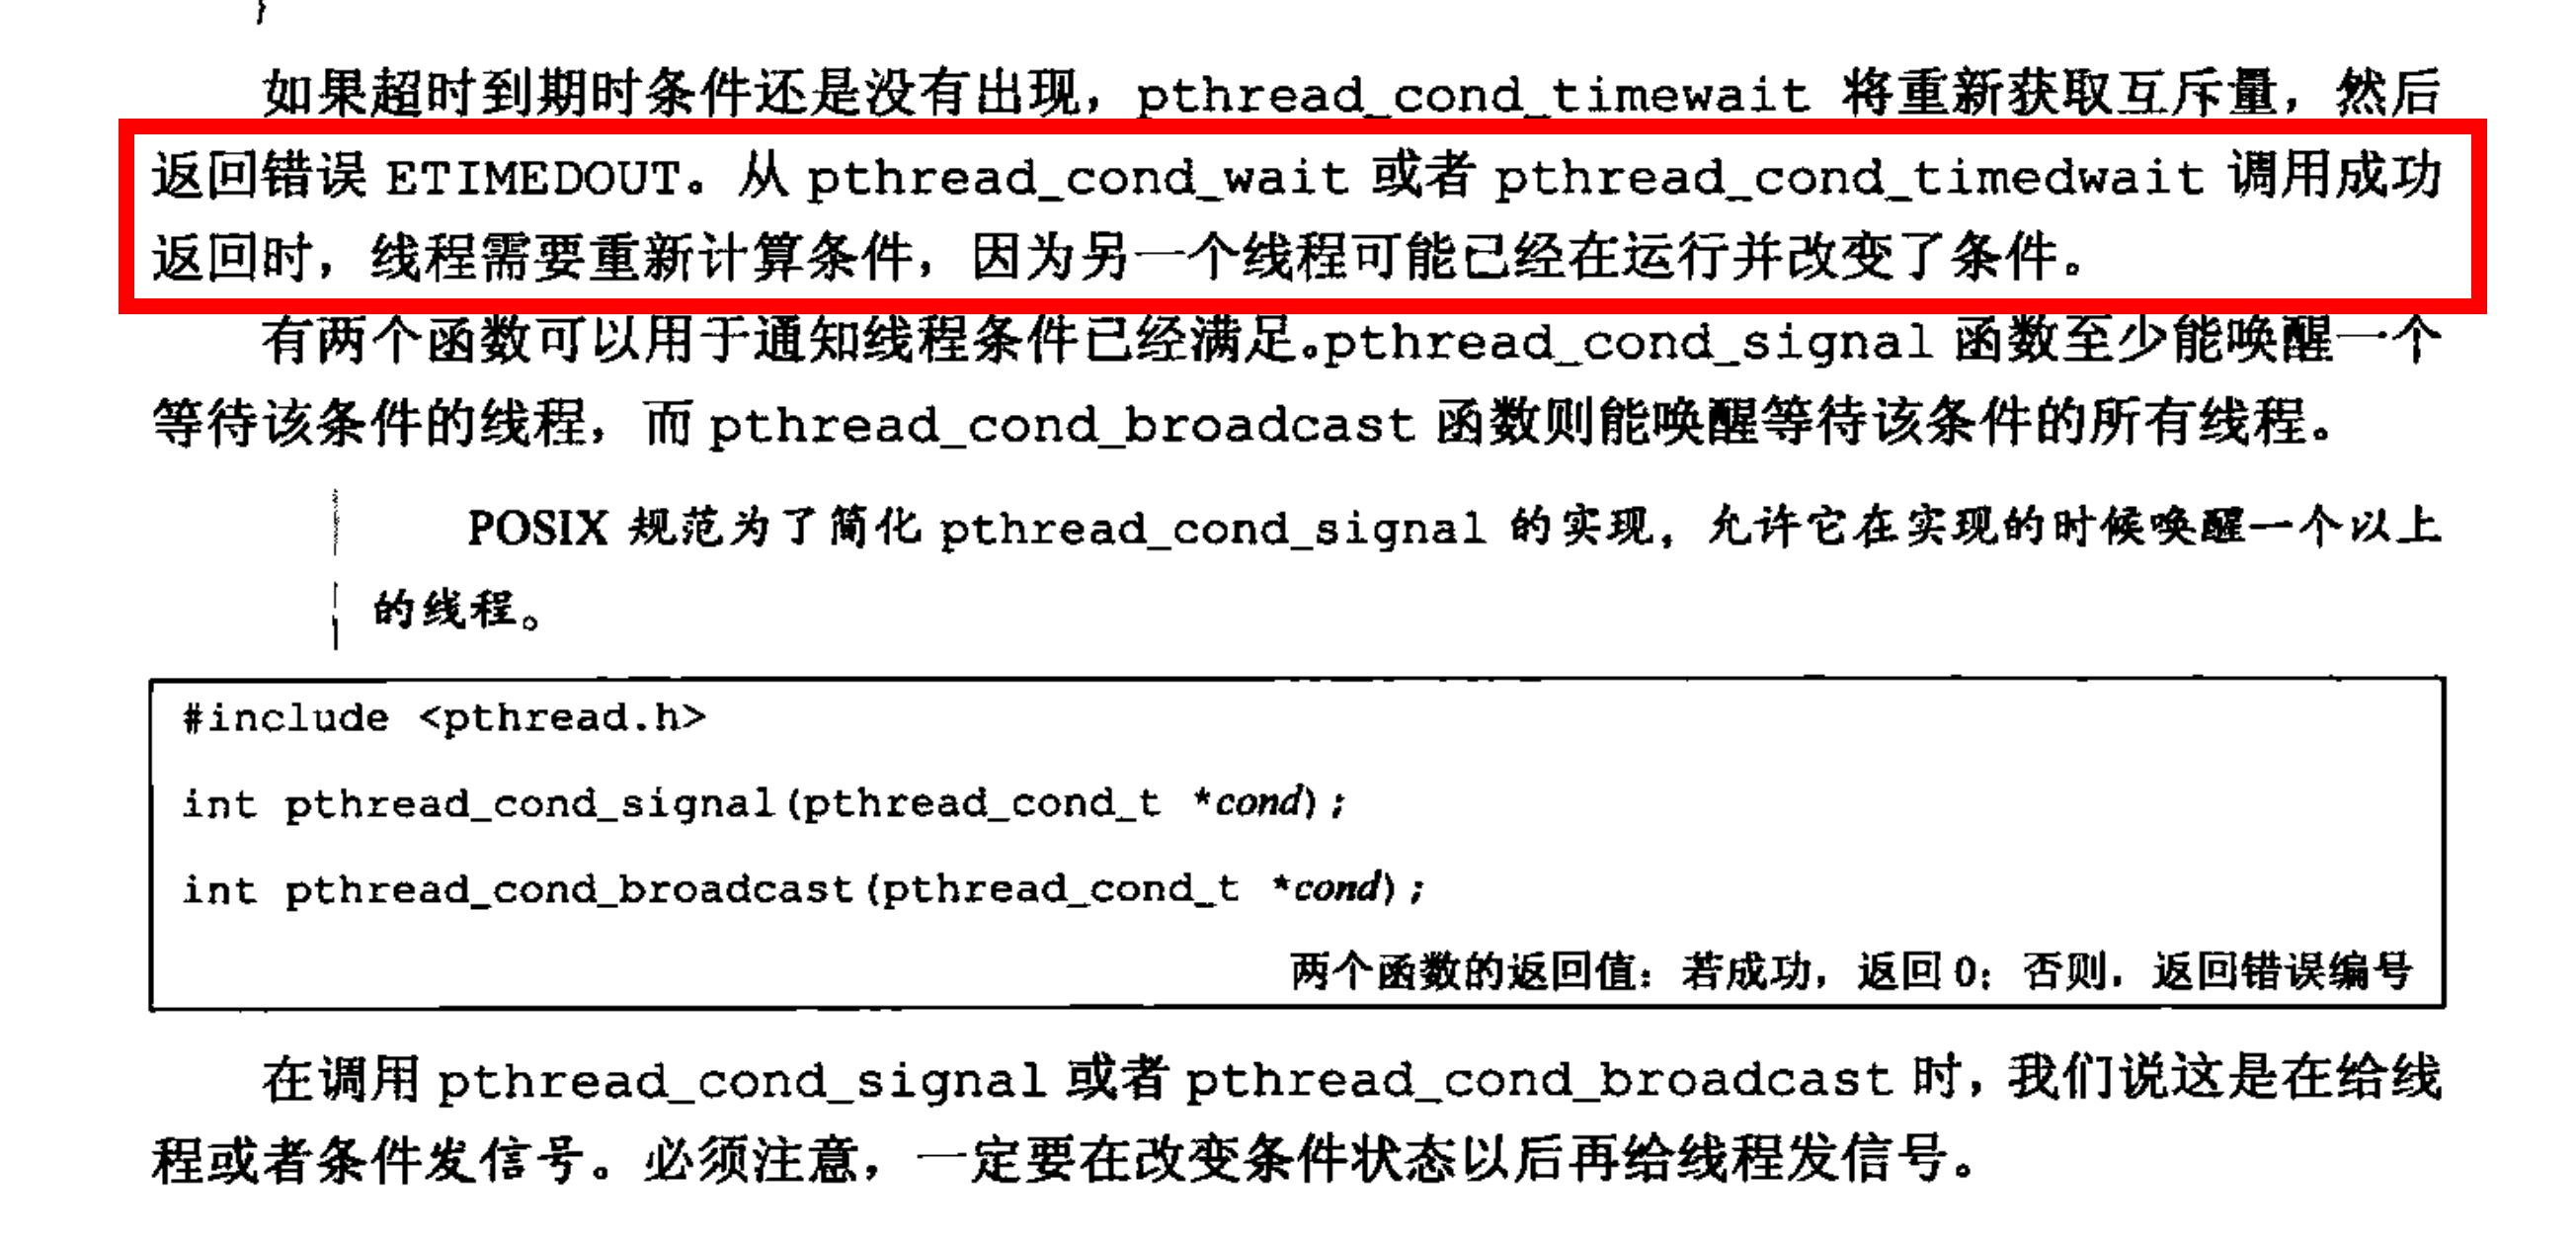 }
如果超时到期时条件还是没有出现，pthread_cond_timewait 将重新获取互斥量，然后
返回错误 ETIMEDOUT。从 pthread_cond_wait 或者 pthread_cond_timedwait 调用成功
返回时，线程需要重新计算条件，因为另一个线程可能已经在运行并改变了条件。
有两个函数可以用于通知线程条件已经满足。pthread_cond_signal 函数至少能唤醒一个
等待该条件的线程，而 pthread_cond_broadcast 函数则能唤醒等待该条件的所有线程。
POSIX 规范为了简化 pthread_cond_signal 的实现，允许它在实现的时候唤醒一个以上
的线程。
#include <pthread.h>
int pthread_cond_signal(pthread_cond_t *cond);
int pthread_cond_broadcast(pthread_cond_t *cond);
两个函数的返回值：若成功，返回 0；否则，返回错误编号
在调用 pthread_cond_signal 或者 pthread_cond_broadcast 时，我们说这是在给线
程或者条件发信号。必须注意，一定要在改变条件状态以后再给线程发信号。